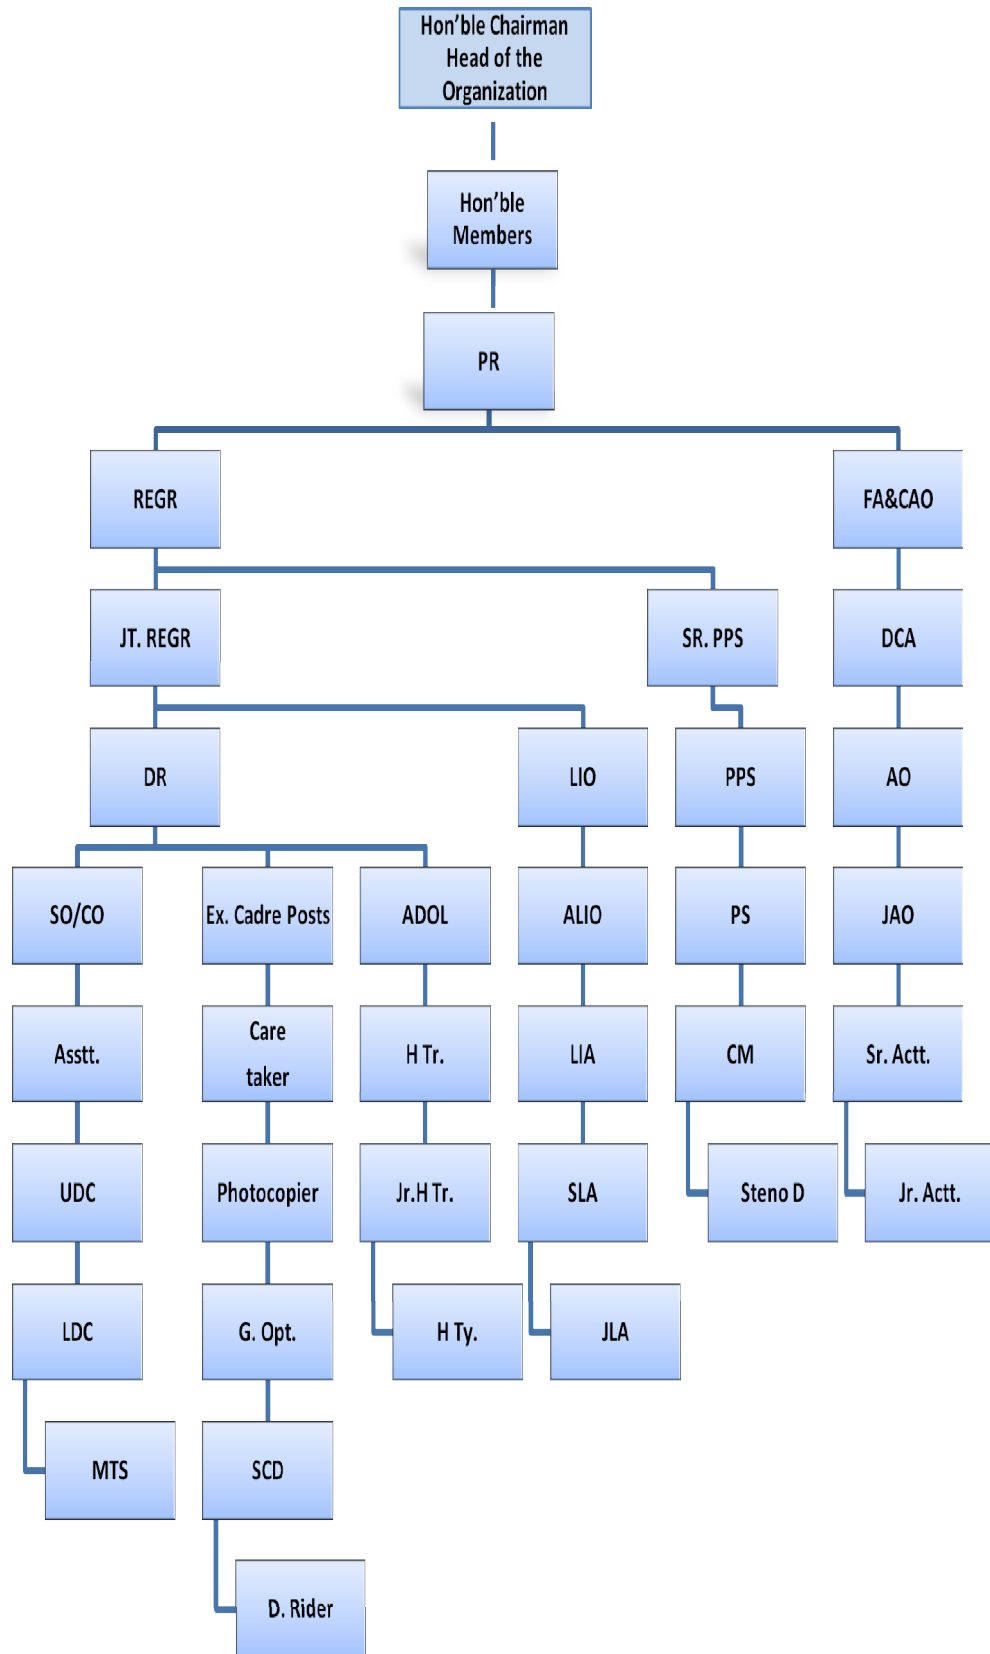 Hon’ble Chairman
Head of the
Organization
Hon’ble
Members
PR
REGR
FA&CAO
JT. REGR
SR. PPS
DCA
DR
LIO
PPS
AO
SO/CO
Ex. Cadre Posts
ADOL
ALIO
PS
JAO
Asstt.
Care
taker
H Tr.
LIA
CM
Sr. Actt.
UDC
Photocopier
Jr.H Tr.
SLA
Steno D
Jr. Actt.
LDC
G. Opt.
H Ty.
JLA
MTS
SCD
D. Rider